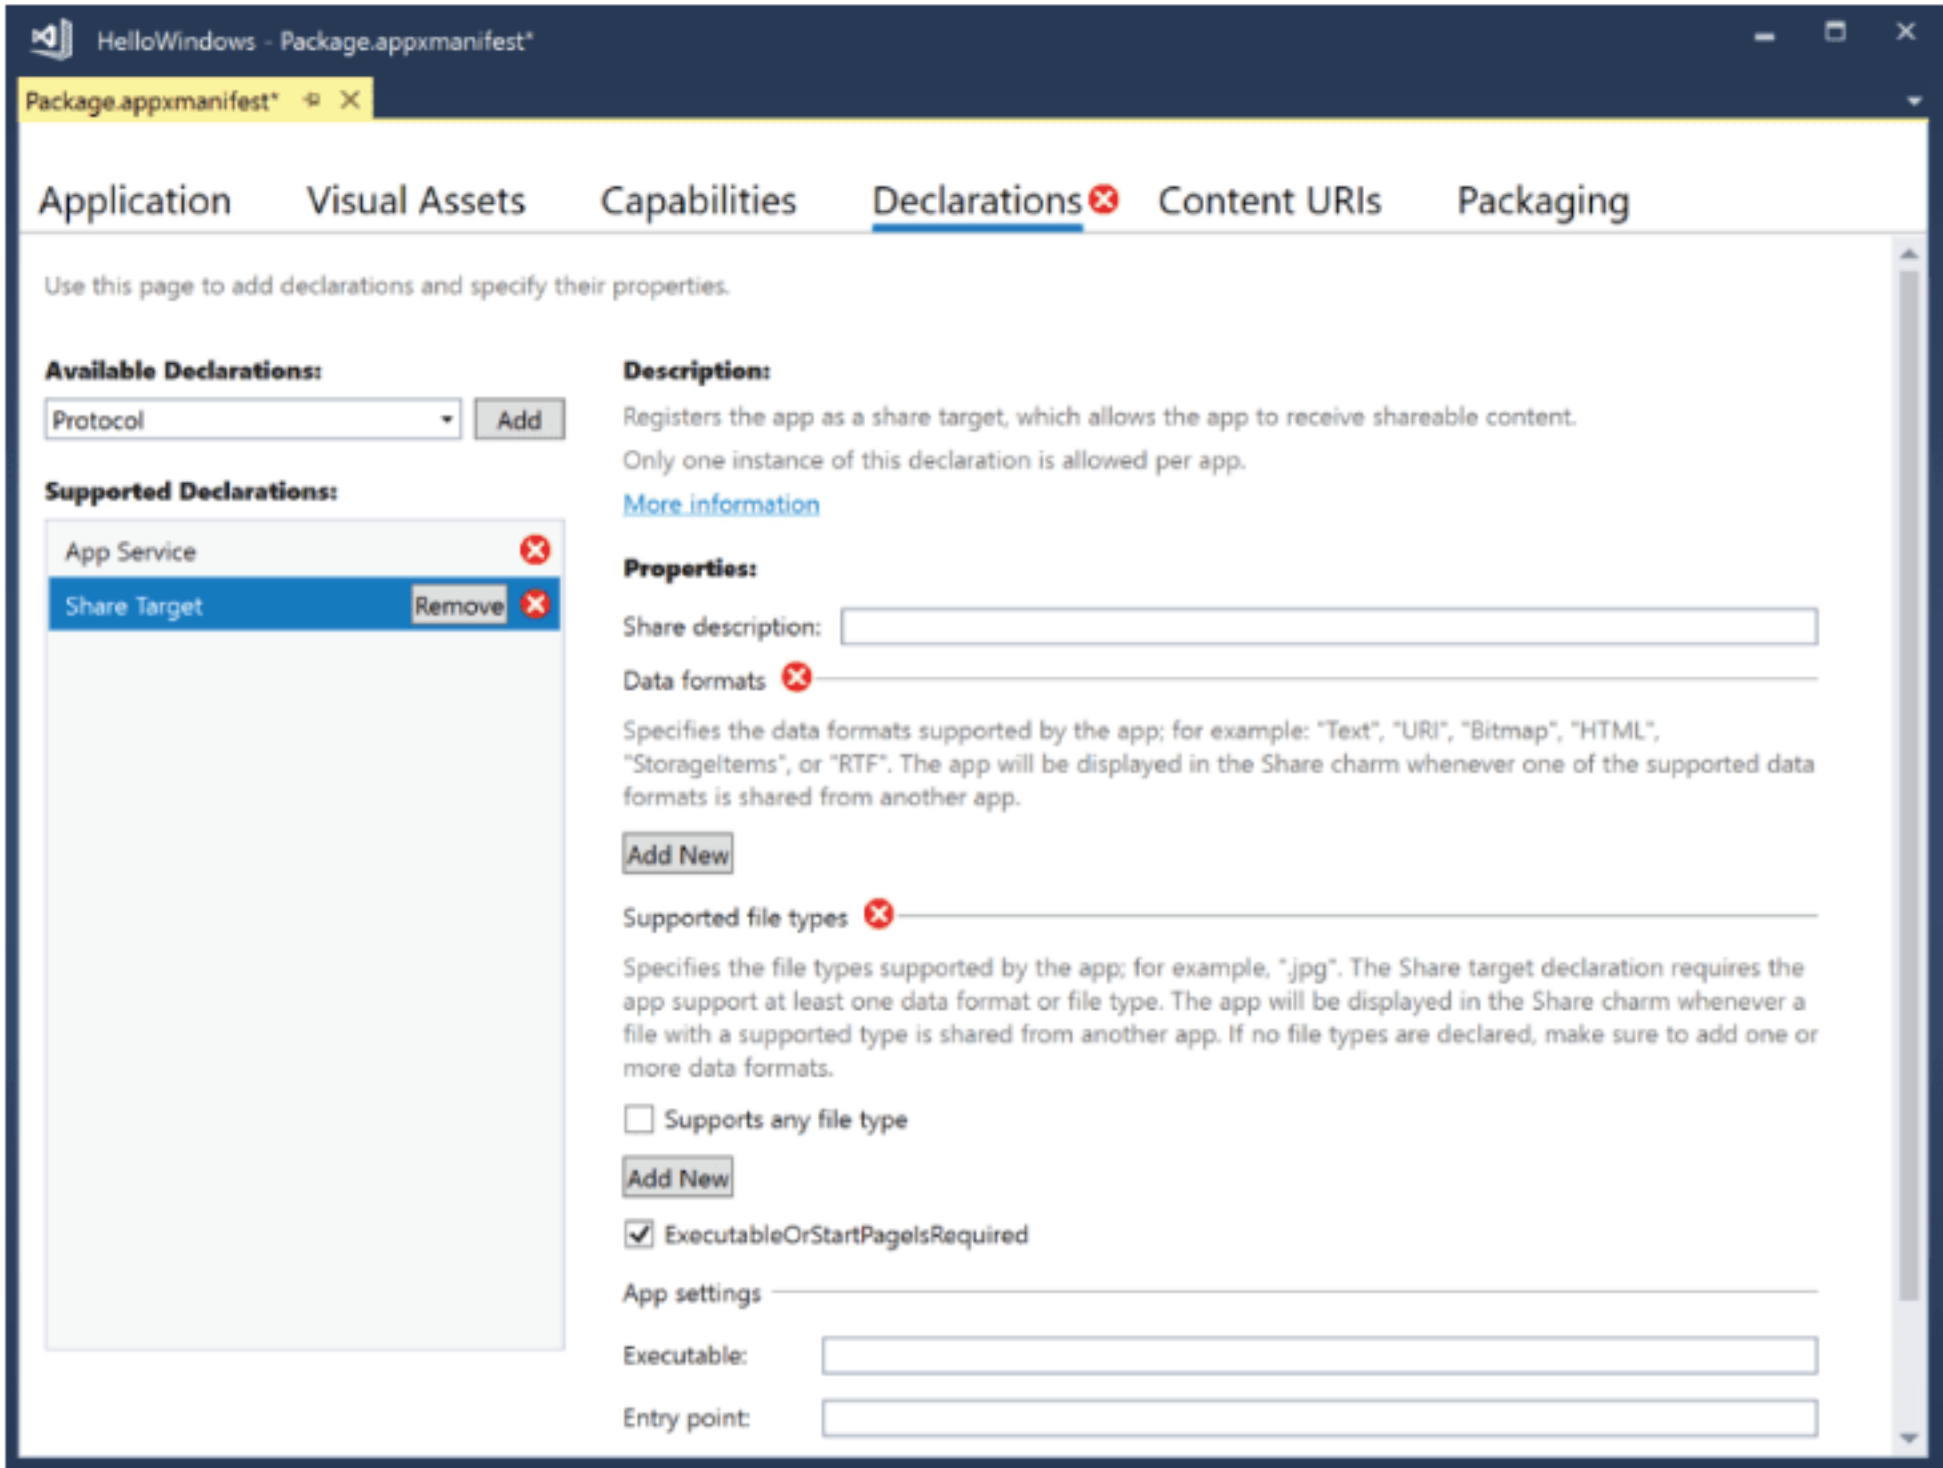 HelloWindows - Package.appxmanifest*
Package.appxmanifest*
Application Visual Assets Capabilities Declarations Content URIs Packaging
Use this page to add declarations and specify their properties.
Available Declarations:
Protocol Add
Supported Declarations:
App Service
Share Target Remove
Description:
Registers the app as a share target, which allows the app to receive shareable content.
Only one instance of this declaration is allowed per app.
More information
Properties:
Share description:
Data formats
Specifies the data formats supported by the app; for example: "Text", "URI", "Bitmap", "HTML",
"StorageItems", or "RTF". The app will be displayed in the Share charm whenever one of the supported data
formats is shared from another app.
Add New
Supported file types
Specifies the file types supported by the app; for example, ".jpg". The Share target declaration requires the
app support at least one data format or file type. The app will be displayed in the Share charm whenever a
file with a supported type is shared from another app. If no file types are declared, make sure to add one or
more data formats.
Supports any file type
Add New
ExecutableOrStartPageIsRequired
App settings
Executable:
Entry point: